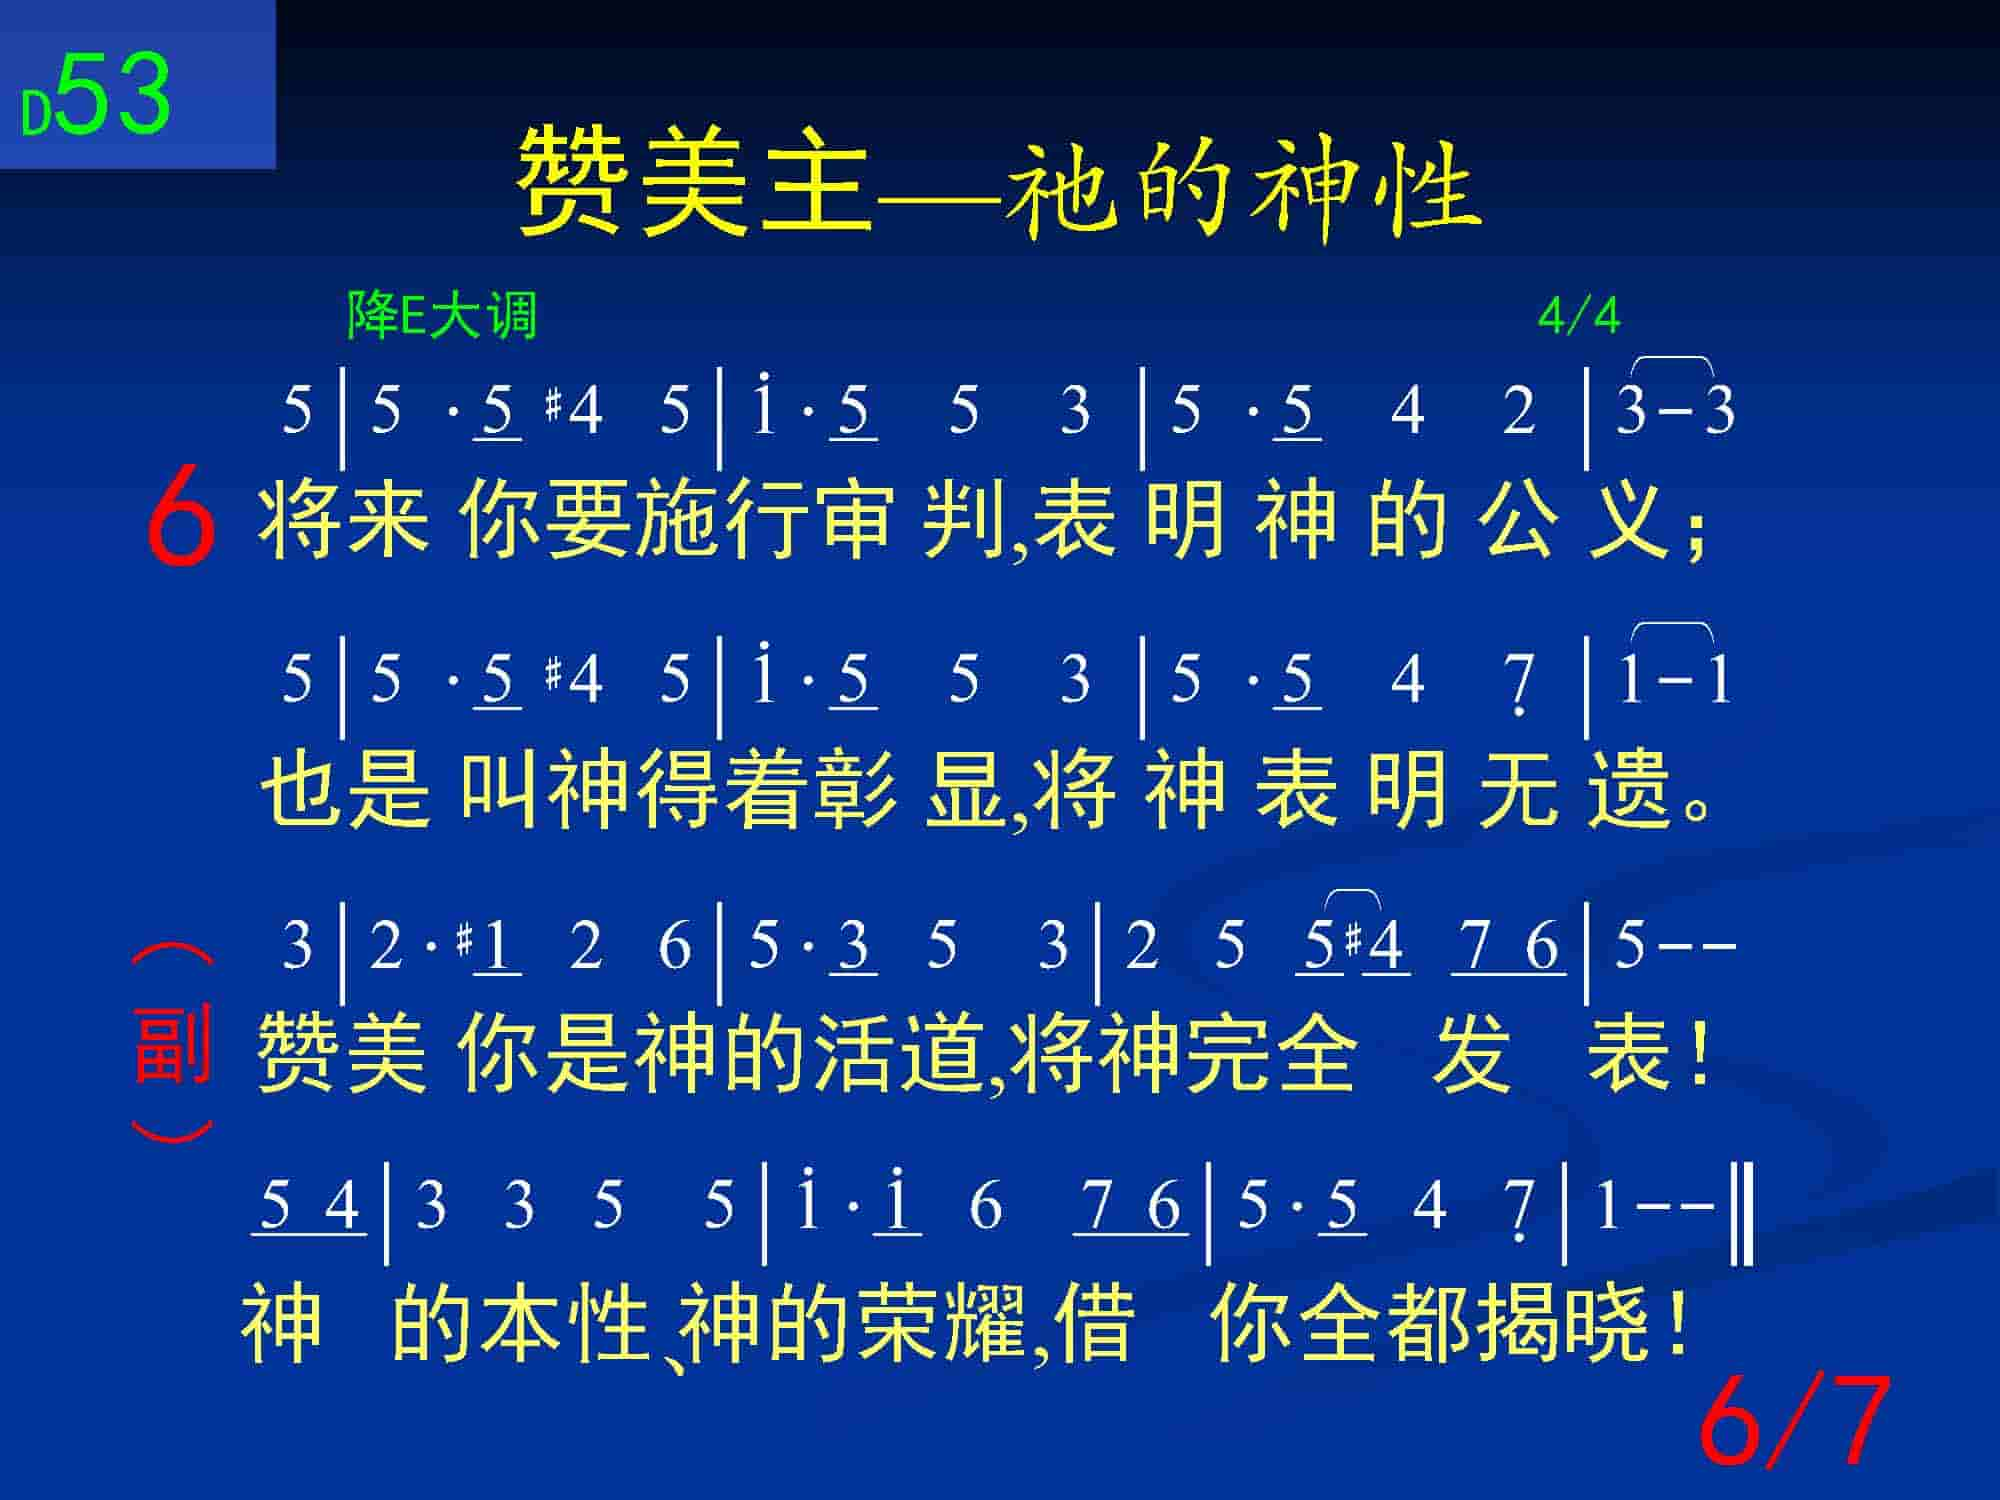 D53
赞美主—祂的神性
降E大调 4/4
5|5 ·5 #4 5|i ·5 5 3|5 ·5 4 2|3-3
6 将来你要施行审判,表明神的公义;
5|5 ·5 #4 5|i ·5 5 3|5 ·5 4 7̣|1-1
也是叫神得着彰显,将神表明无遗。
3|2 ·#1 2 6|5 ·3 5 3|2 5 5#4 7 6|5--
(副) 赞美你是神的活道,将神完全发表!
5 4|3 3 5 5|i ·i 6 7 6|5 ·5 4 7̣|1--‖
神的本性、神的荣耀,借你全都揭晓!
6/7